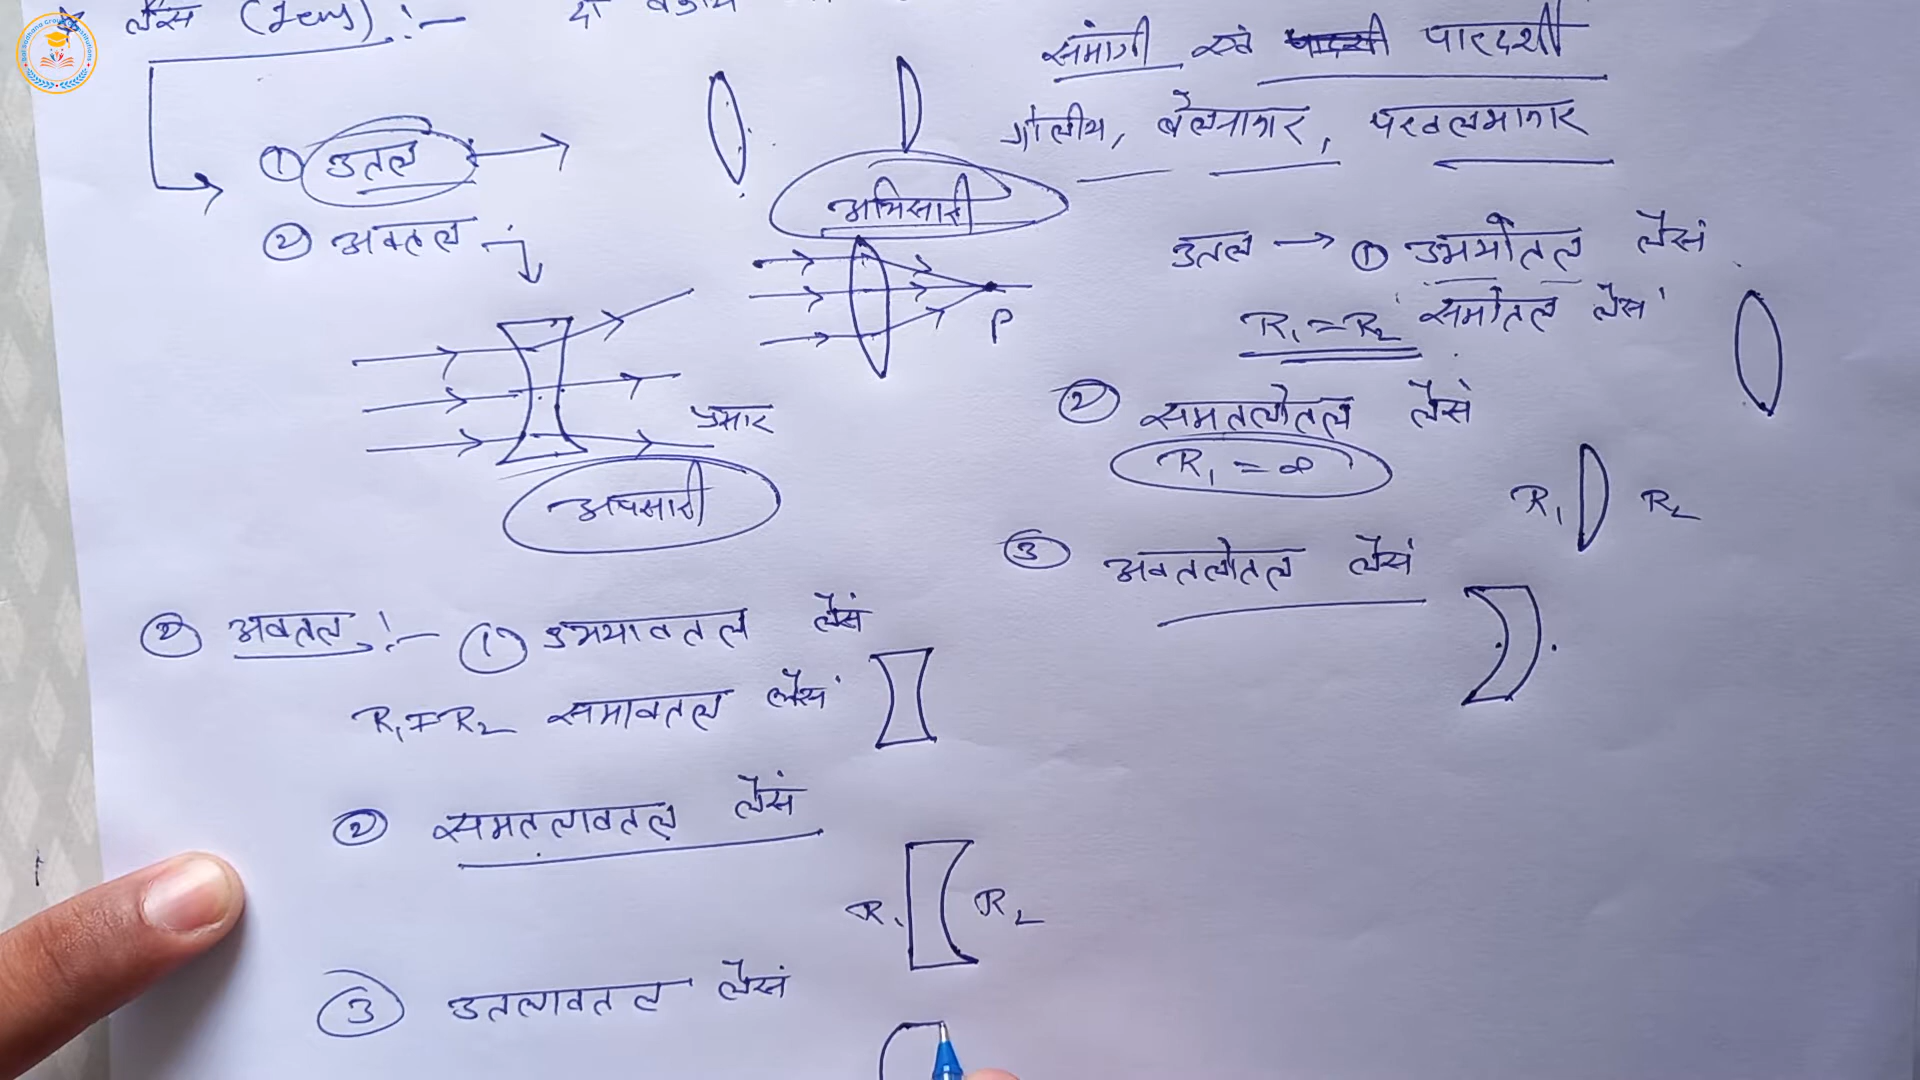 लैंस (Lens) :- दो वक्रीय
समांगी एवं पारदर्शी
गोलीय, बेलनाकार, परवलयाकार
① उत्तल →
② अवतल
अभिसारी
P
प्रसार
अपसारी
उत्तल → ① उभयोत्तल लैंस
R₁ = R₂ समोत्तल लैंस
② समतलोत्तल लैंस
R₁ = ∞
R₁ R₂
③ अवतलोत्तल लैंस
② अवतल :- ① उभयावतल लैंस
R₁ = R₂ समावतल लैंस
② समतलावतल लैंस
R₁ R₂
③ उत्तलावतल लैंस